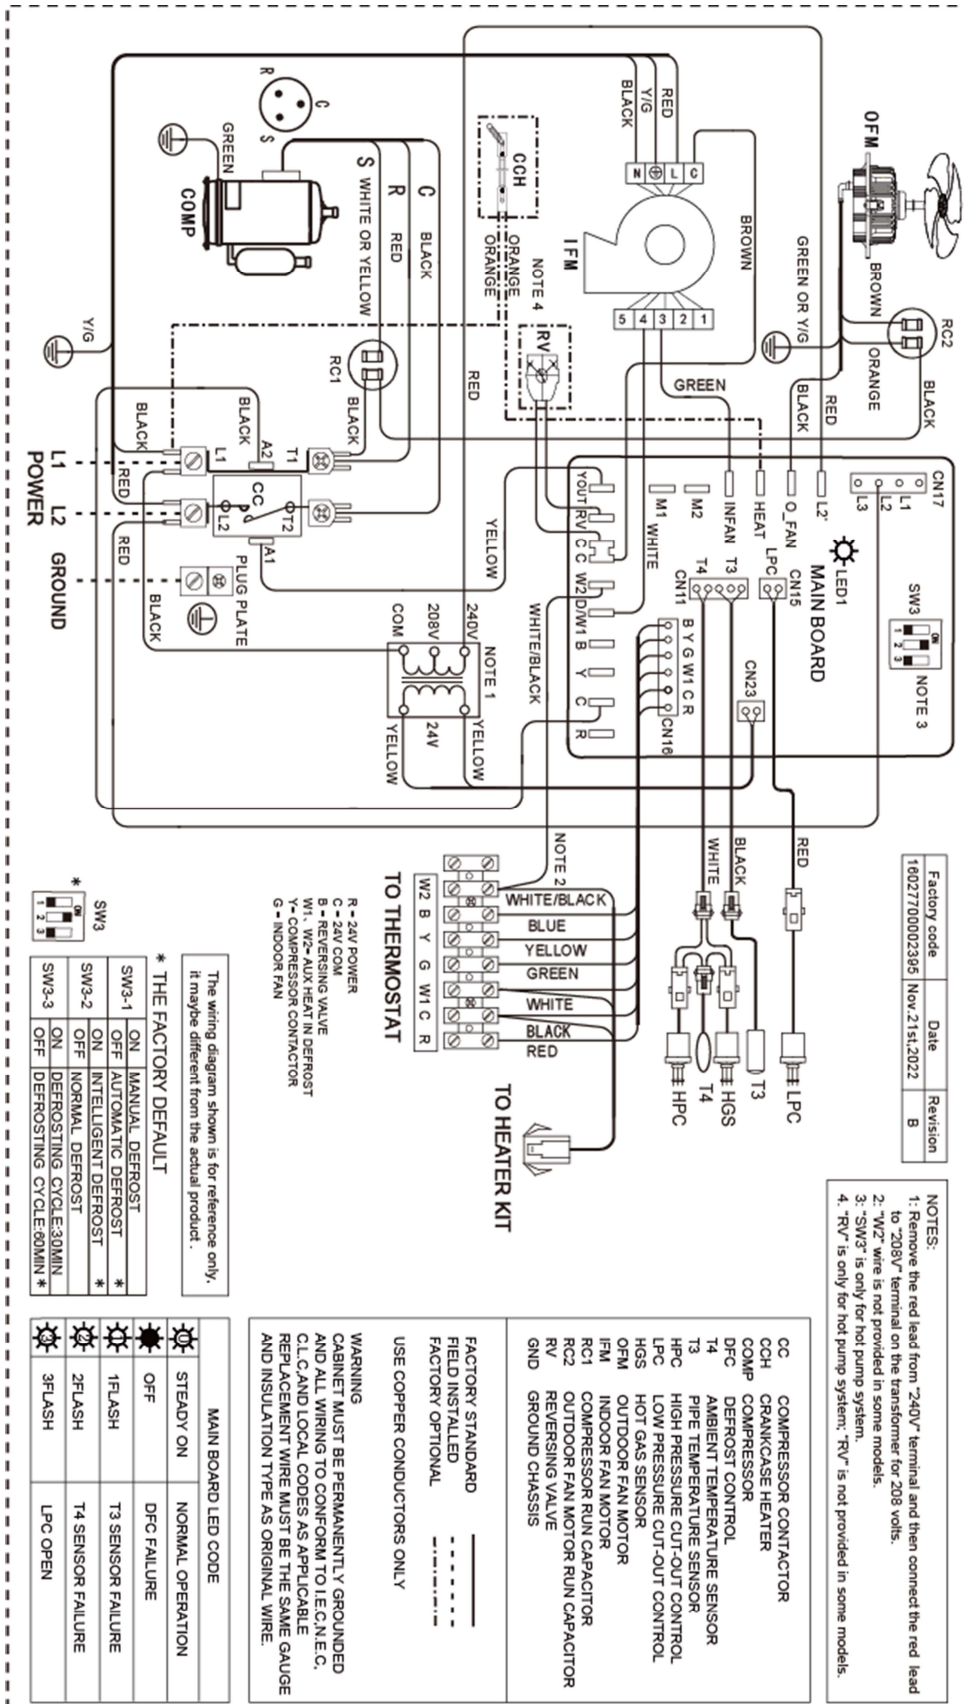 R
C
S
GREEN
COMP
S WHITE OR YELLOW
R RED
C BLACK
BLACK
Y/G
RED
N
L
C
IFM
5
4
3
2
1
BROWN
CCH
ORANGE
ORANGE
NOTE 4
RV
OFM
BROWN
ORANGE
GREEN OR Y/G
RC2
BLACK
BLACK
RED
GREEN
RC1
BLACK
RED
Y/G
BLACK
BLACK
L1
A2
T1
CC
L2
T2
A1
RED
RED
BLACK
L1
L2
GROUND
POWER
PLUG PLATE
YELLOW
WHITE/BLACK
WHITE
COM
208V
240V
NOTE 1
24V
YELLOW
YELLOW
YOUT
RV
C
C
W2
D/W1
B
Y
C
R
M1
M2
INFAN
HEAT
O_FAN
L2'
CN17
L3
L2
L1
LED1
MAIN BOARD
SW3
ON
1 2 3
NOTE 3
LPC
CN15
T3
T4
CN11
CN23
B Y G W1 C R
CN16
RED
BLACK
WHITE
LPC
T3
HGS
T4
HPC
NOTE 2
WHITE/BLACK
BLUE
YELLOW
GREEN
WHITE
BLACK
RED
W2 B Y G W1 C R
TO THERMOSTAT
TO HEATER KIT
R - 24V POWER
C - 24V COM
B - REVERSING VALVE
W1. W2- AUX HEAT IN DEFROST
Y- COMPRESSOR CONTACTOR
G - INDOOR FAN
Factory code Date Revision
16027700002395 Nov.21st,2022 B
NOTES:
1: Remove the red lead from "240V" terminal and then connect the red lead
to "208V" terminal on the transformer for 208 volts.
2: "W2" wire is not provided in some models.
3: "SW3" is only for hot pump system.
4. "RV" is only for hot pump system; "RV" is not provided in some models.
The wiring diagram shown is for reference only,
it maybe different from the actual product .
* THE FACTORY DEFAULT
*
SW3
ON
1 2 3
SW3-1 ON MANUAL DEFROST
OFF AUTOMATIC DEFROST *
SW3-2 ON INTELLIGENT DEFROST *
OFF NORMAL DEFROST
SW3-3 ON DEFROSTING CYCLE:30MIN
OFF DEFROSTING CYCLE:60MIN *
CC COMPRESSOR CONTACTOR
CCH CRANKCASE HEATER
COMP COMPRESSOR
DFC DEFROST CONTROL
T4 AMBIENT TEMPERATURE SENSOR
T3 PIPE TEMPERATURE SENSOR
HPC HIGH PRESSURE CUT-OUT CONTROL
LPC LOW PRESSURE CUT-OUT CONTROL
HGS HOT GAS SENSOR
OFM OUTDOOR FAN MOTOR
IFM INDOOR FAN MOTOR
RC1 COMPRESSOR RUN CAPACITOR
RC2 OUTDOOR FAN MOTOR RUN CAPACITOR
RV REVERSING VALVE
GND GROUND CHASSIS
FACTORY STANDARD
FIELD INSTALLED
FACTORY OPTIONAL
USE COPPER CONDUCTORS ONLY
WARNING
CABINET MUST BE PERMANENTLY GROUNDED
AND ALL WIRING TO CONFORM TO I.E.C,N.E.C,
C.L.C,AND LOCAL CODES AS APPLICABLE
REPLACEMENT WIRE MUST BE THE SAME GAUGE
AND INSULATION TYPE AS ORIGINAL WIRE.
MAIN BOARD LED CODE
0 STEADY ON NORMAL OPERATION
OFF DFC FAILURE
1 1FLASH T3 SENSOR FAILURE
2 2FLASH T4 SENSOR FAILURE
3 3FLASH LPC OPEN